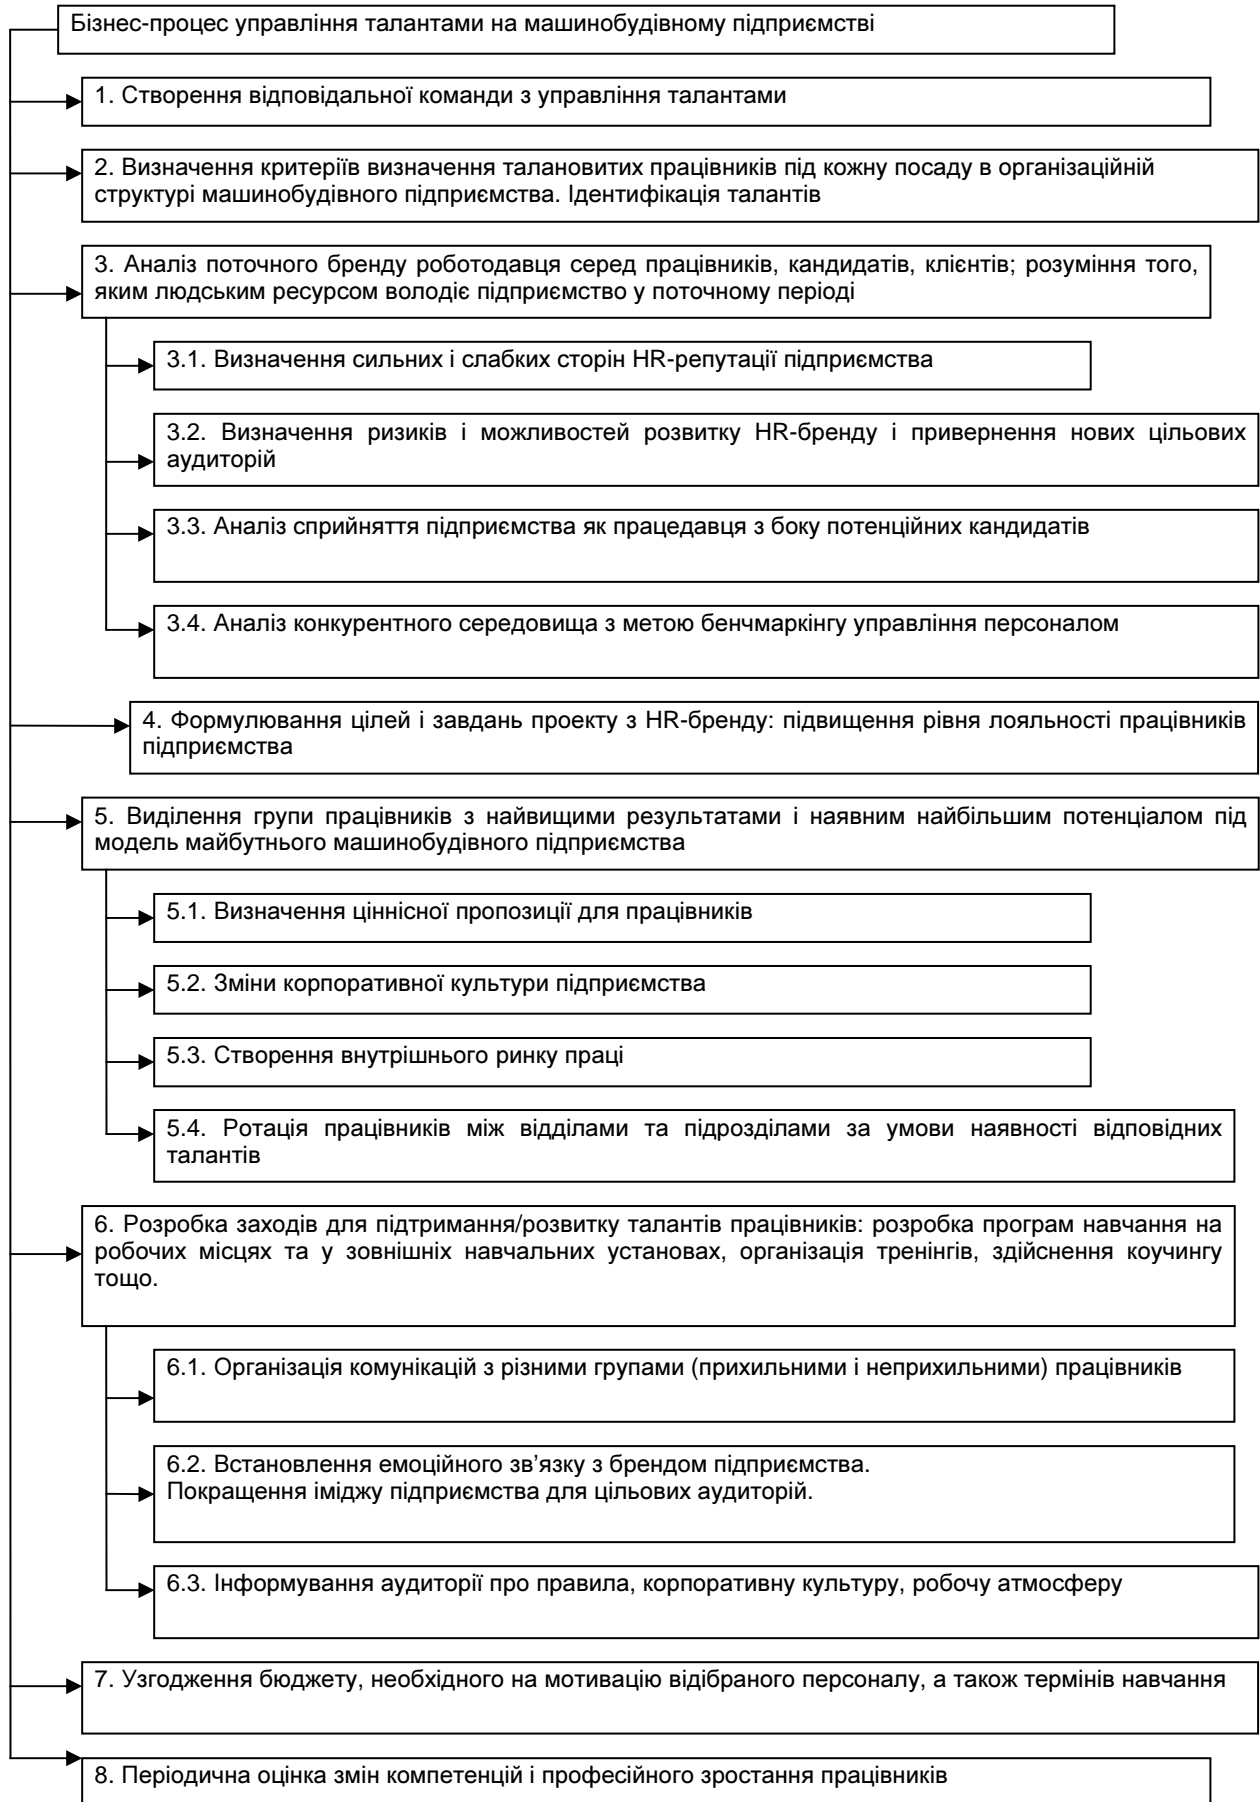 Бізнес-процес управління талантами на машинобудівному підприємстві
1. Створення відповідальної команди з управління талантами
2. Визначення критеріїв визначення талановитих працівників під кожну посаду в організаційній
структурі машинобудівного підприємства. Ідентифікація талантів
3. Аналіз поточного бренду роботодавця серед працівників, кандидатів, клієнтів; розуміння того,
яким людським ресурсом володіє підприємство у поточному періоді
3.1. Визначення сильних і слабких сторін HR-репутації підприємства
3.2. Визначення ризиків і можливостей розвитку HR-бренду і привернення нових цільових
аудиторій
3.3. Аналіз сприйняття підприємства як працедавця з боку потенційних кандидатів
3.4. Аналіз конкурентного середовища з метою бенчмаркінгу управління персоналом
4. Формулювання цілей і завдань проекту з HR-бренду: підвищення рівня лояльності працівників
підприємства
5. Виділення групи працівників з найвищими результатами і наявним найбільшим потенціалом під
модель майбутнього машинобудівного підприємства
5.1. Визначення ціннісної пропозиції для працівників
5.2. Зміни корпоративної культури підприємства
5.3. Створення внутрішнього ринку праці
5.4. Ротація працівників між відділами та підрозділами за умови наявності відповідних
талантів
6. Розробка заходів для підтримання/розвитку талантів працівників: розробка програм навчання на
робочих місцях та у зовнішніх навчальних установах, організація тренінгів, здійснення коучингу
тощо.
6.1. Організація комунікацій з різними групами (прихильними і неприхильними) працівників
6.2. Встановлення емоційного зв'язку з брендом підприємства.
Покращення іміджу підприємства для цільових аудиторій.
6.3. Інформування аудиторії про правила, корпоративну культуру, робочу атмосферу
7. Узгодження бюджету, необхідного на мотивацію відібраного персоналу, а також термінів навчання
8. Періодична оцінка змін компетенцій і професійного зростання працівників